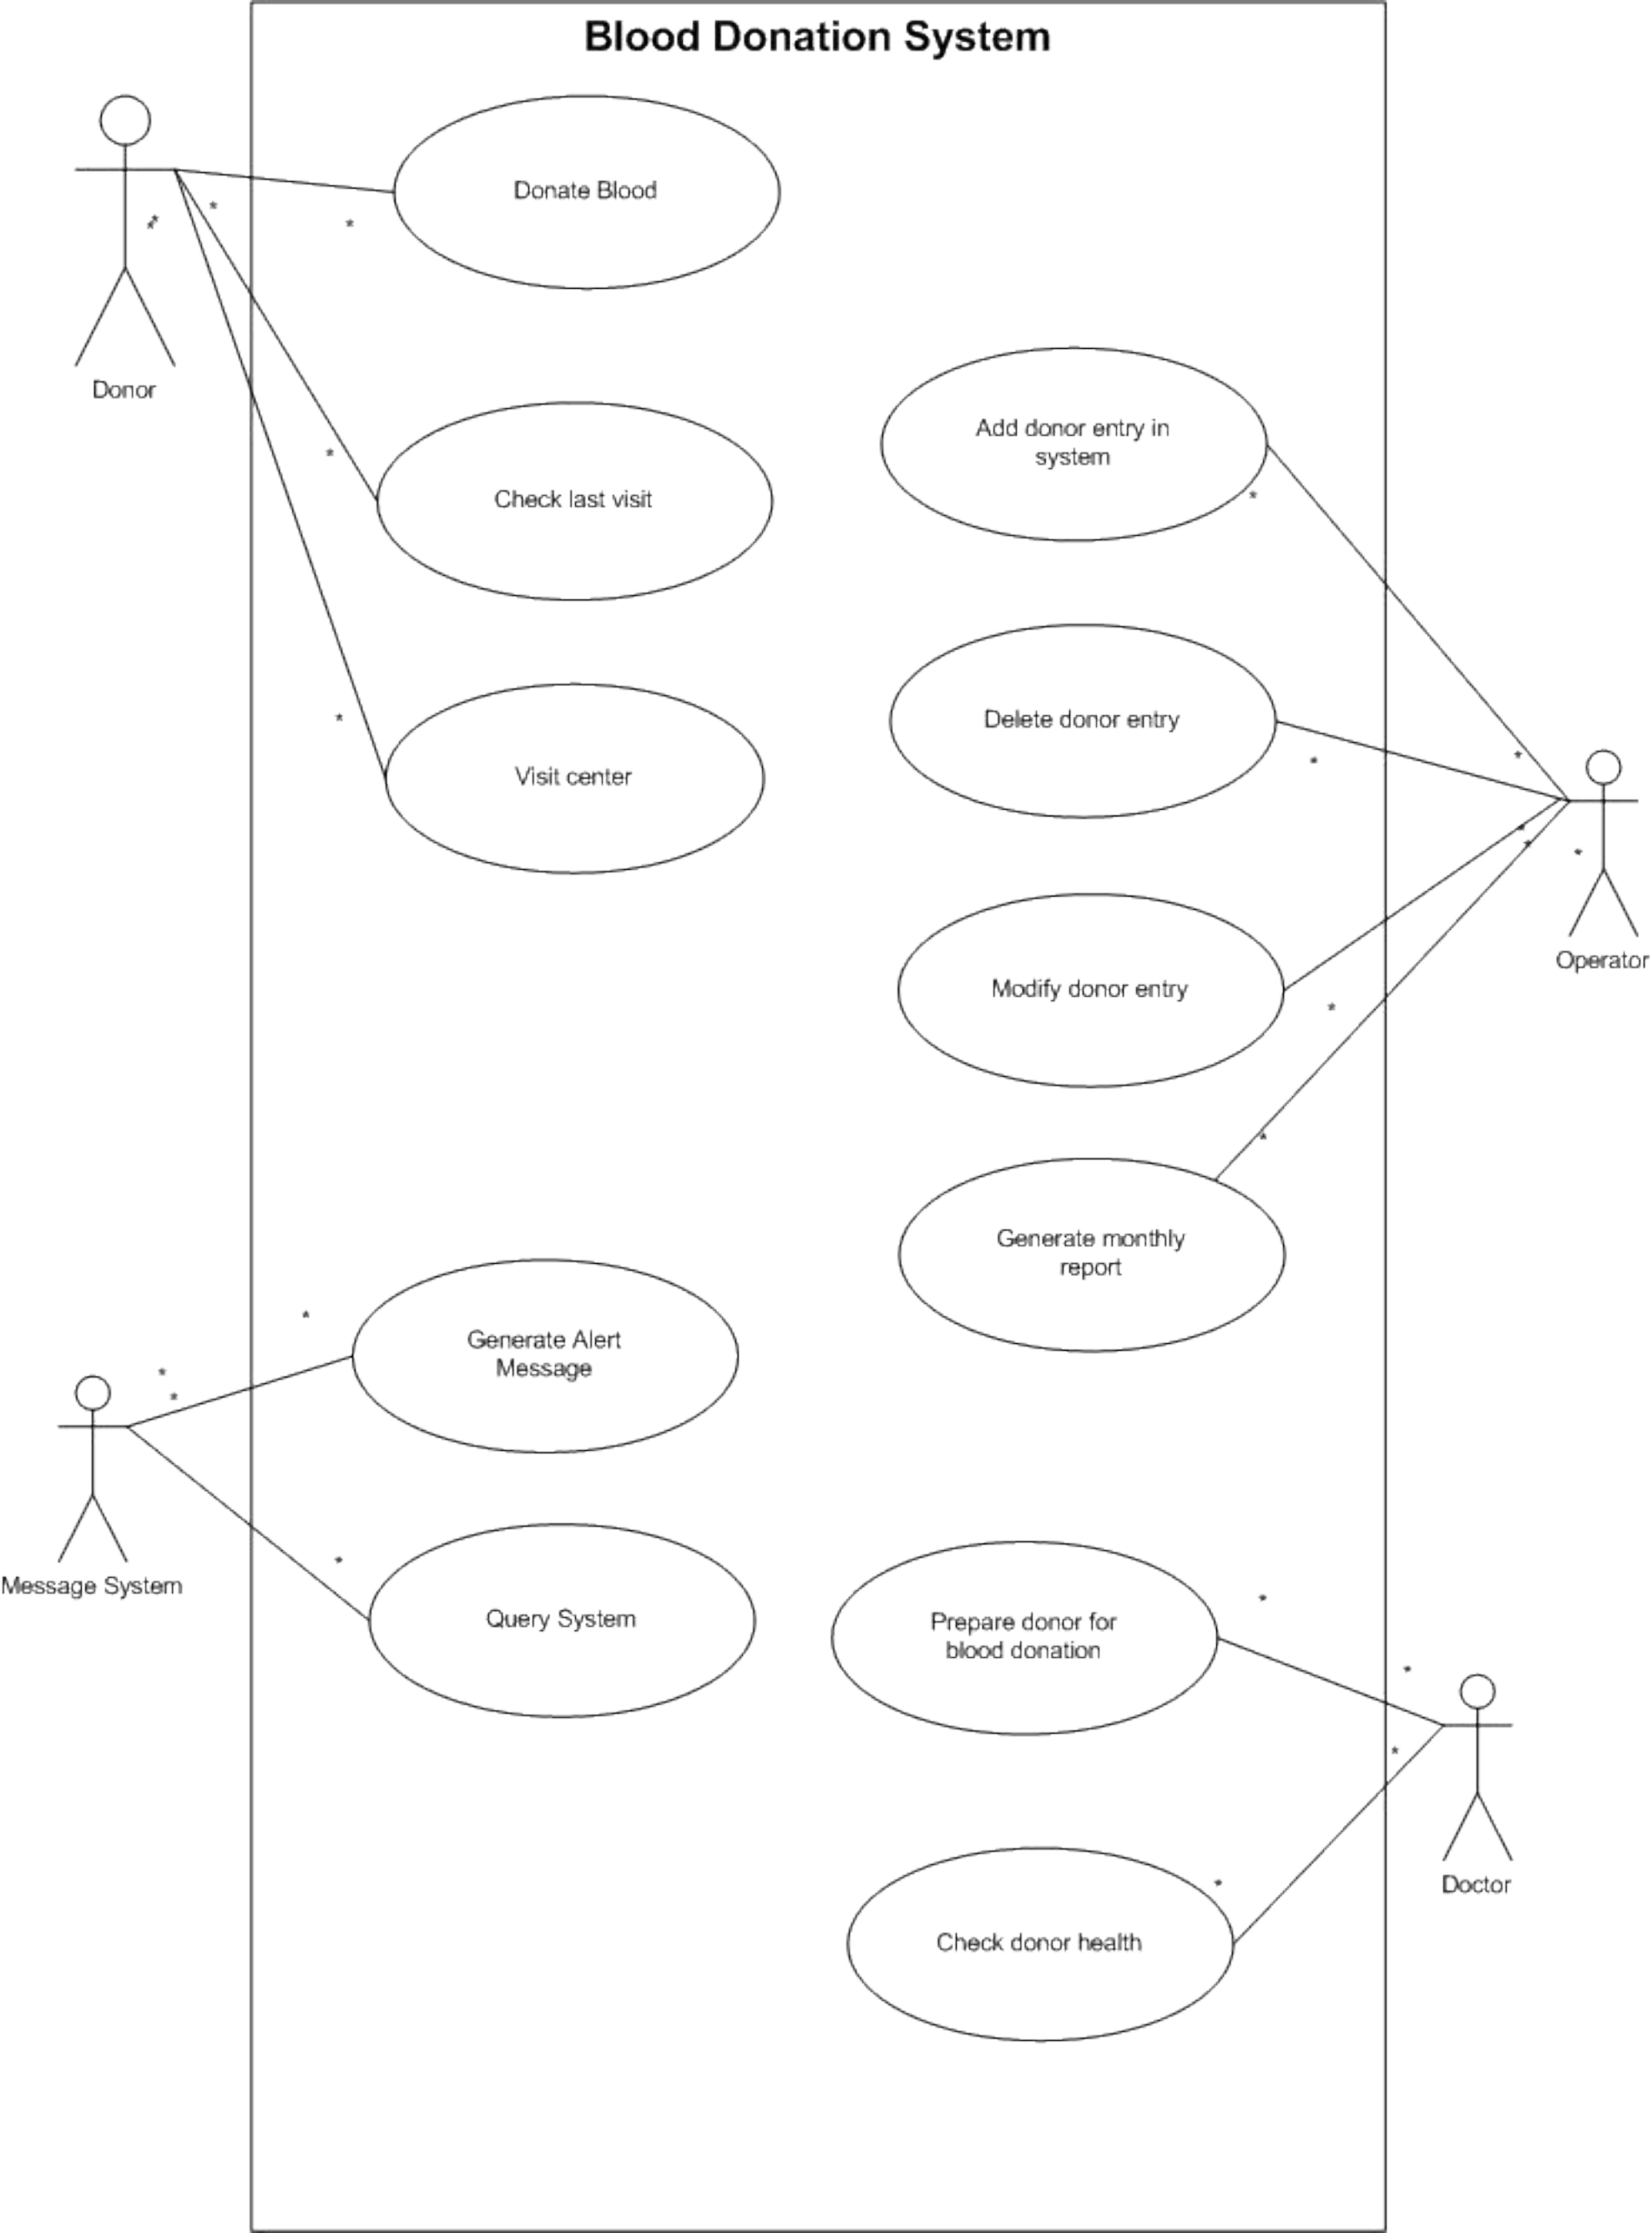 Blood Donation System
Donate Blood
Donor
Check last visit
Add donor entry in
system
Visit center
Delete donor entry
Operator
Modify donor entry
Generate monthly
report
Generate Alert
Message
Message System
Query System
Prepare donor for
blood donation
Doctor
Check donor health